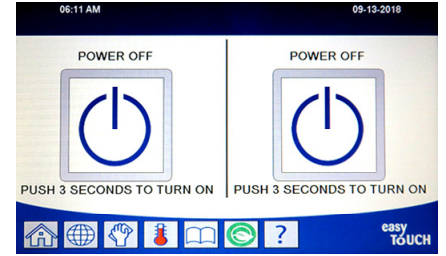 06:11 AM 09-13-2018
POWER OFF POWER OFF
PUSH 3 SECONDS TO TURN ON PUSH 3 SECONDS TO TURN ON
?
easy
TOUCH